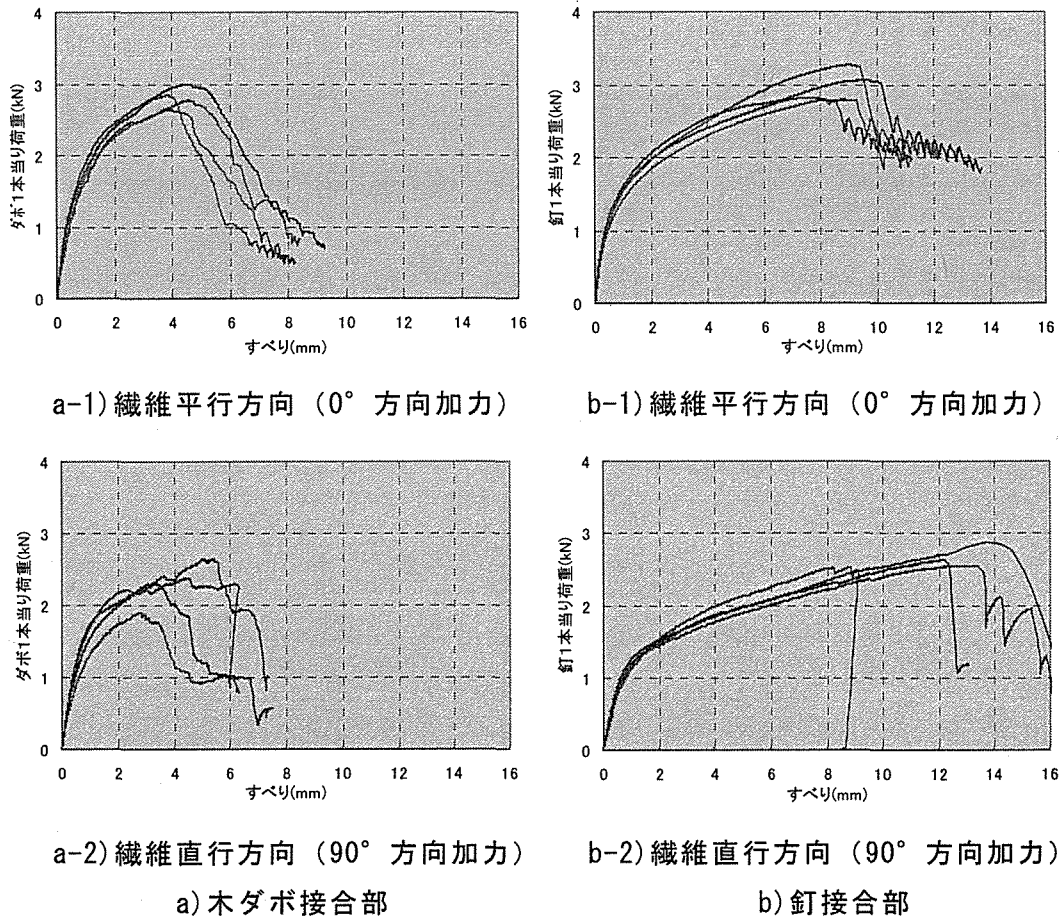 4
3
2
1
0
ダボ1本当り荷重(kN)
0 2 4 6 8 10 12 14 16
すべり(mm)
a-1)繊維平行方向(0°方向加力)
4
3
2
1
0
釘1本当り荷重(kN)
0 2 4 6 8 10 12 14 16
すべり(mm)
b-1)繊維平行方向(0°方向加力)
4
3
2
1
0
ダボ1本当り荷重(kN)
0 2 4 6 8 10 12 14 16
すべり(mm)
a-2)繊維直行方向(90°方向加力)
4
3
2
1
0
釘1本当り荷重(kN)
0 2 4 6 8 10 12 14 16
すべり(mm)
b-2)繊維直行方向(90°方向加力)
a)木ダボ接合部
b)釘接合部